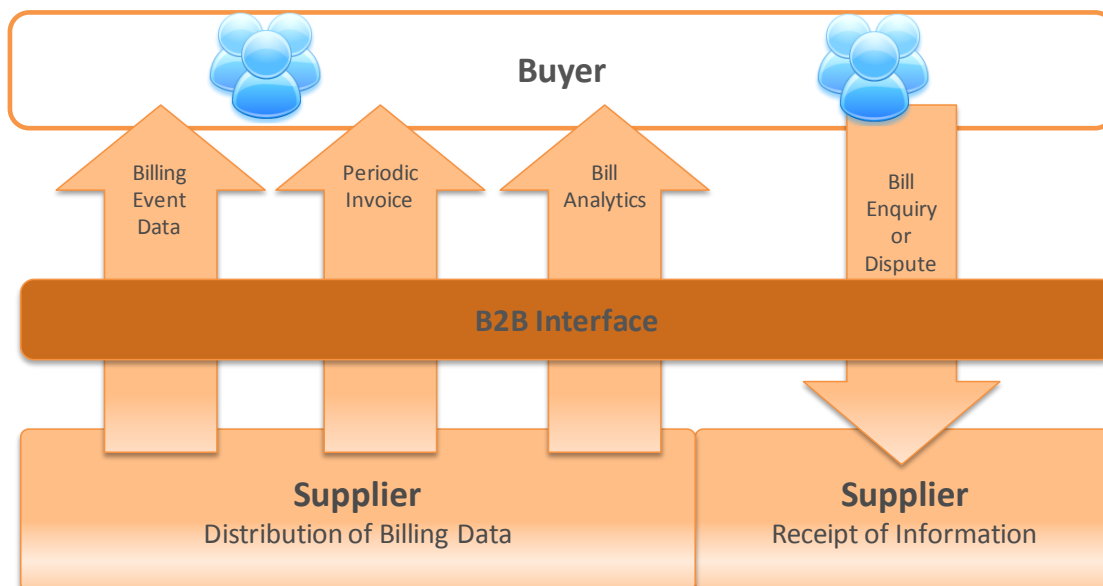 Buyer
Billing
Event
Data
Periodic
Invoice
Bill
Analytics
Bill
Enquiry
or
Dispute
B2B Interface
Supplier
Distribution of Billing Data
Supplier
Receipt of Information